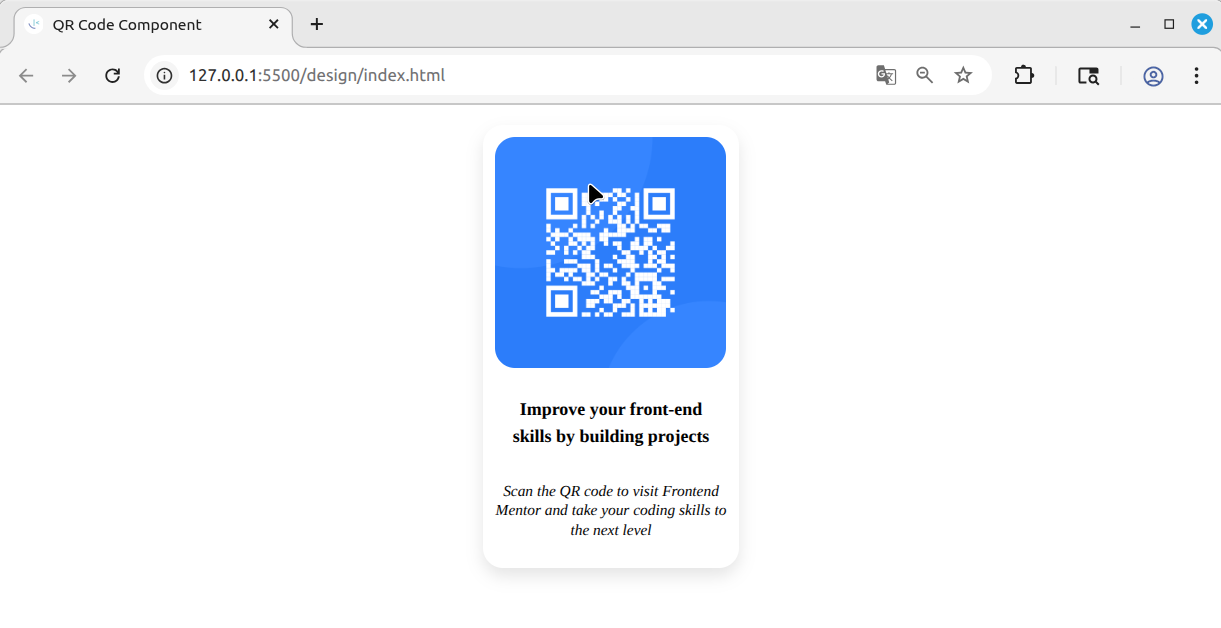 QR Code Component
127.0.0.1:5500/design/index.html
Improve your front-end
skills by building projects
Scan the QR code to visit Frontend
Mentor and take your coding skills to
the next level